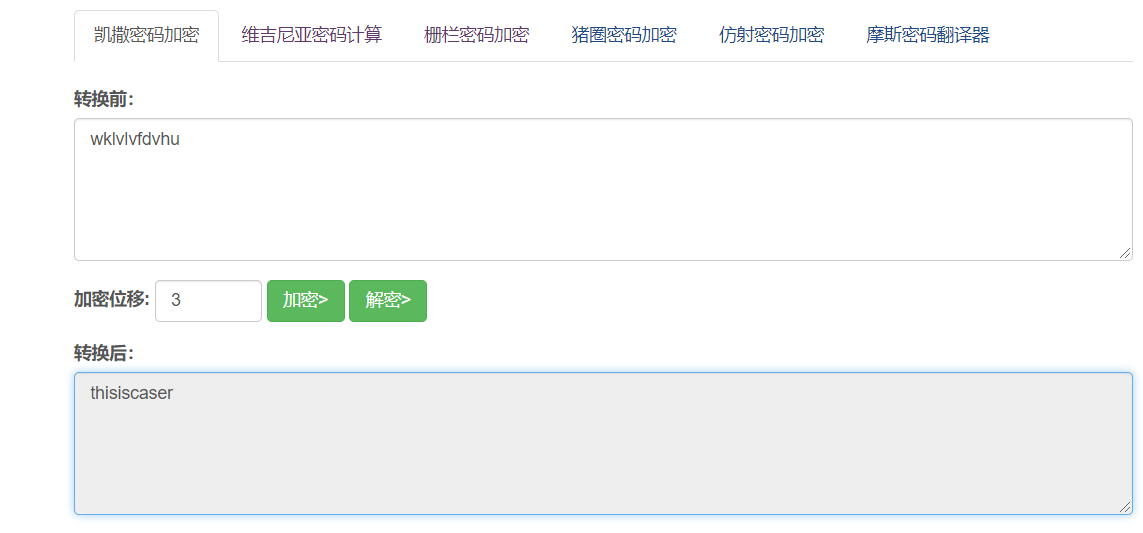 凯撒密码加密 维吉尼亚密码计算 栅栏密码加密 猪圈密码加密 仿射密码加密 摩斯密码翻译器
转换前:
wklvlvfdvhu
加密位移: 3 加密> 解密>
转换后:
thisiscaser